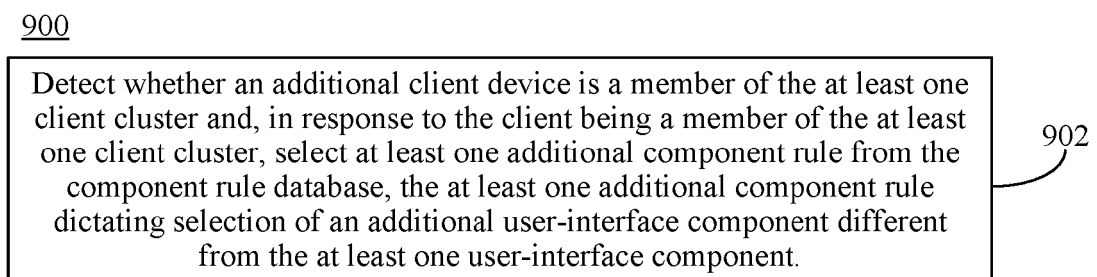 900
Detect whether an additional client device is a member of the at least one
client cluster and, in response to the client being a member of the at least
one client cluster, select at least one additional component rule from the
component rule database, the at least one additional component rule
dictating selection of an additional user-interface component different
from the at least one user-interface component.
902